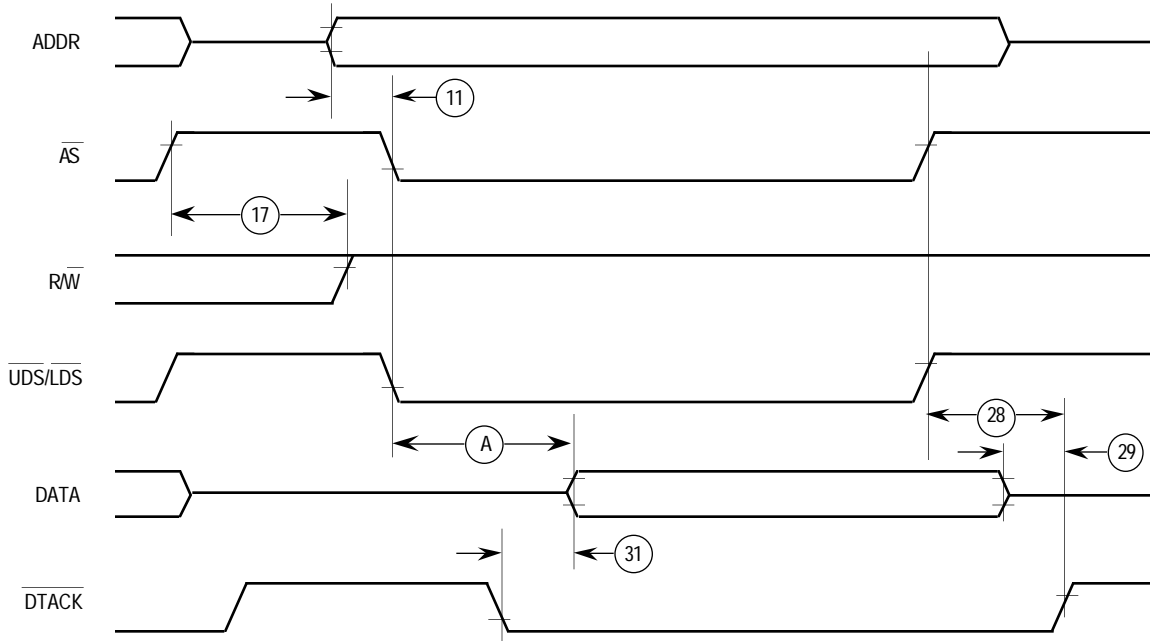 ADDR
11
AS
17
R/W
UDS/LDS
A
28
29
DATA
31
DTACK